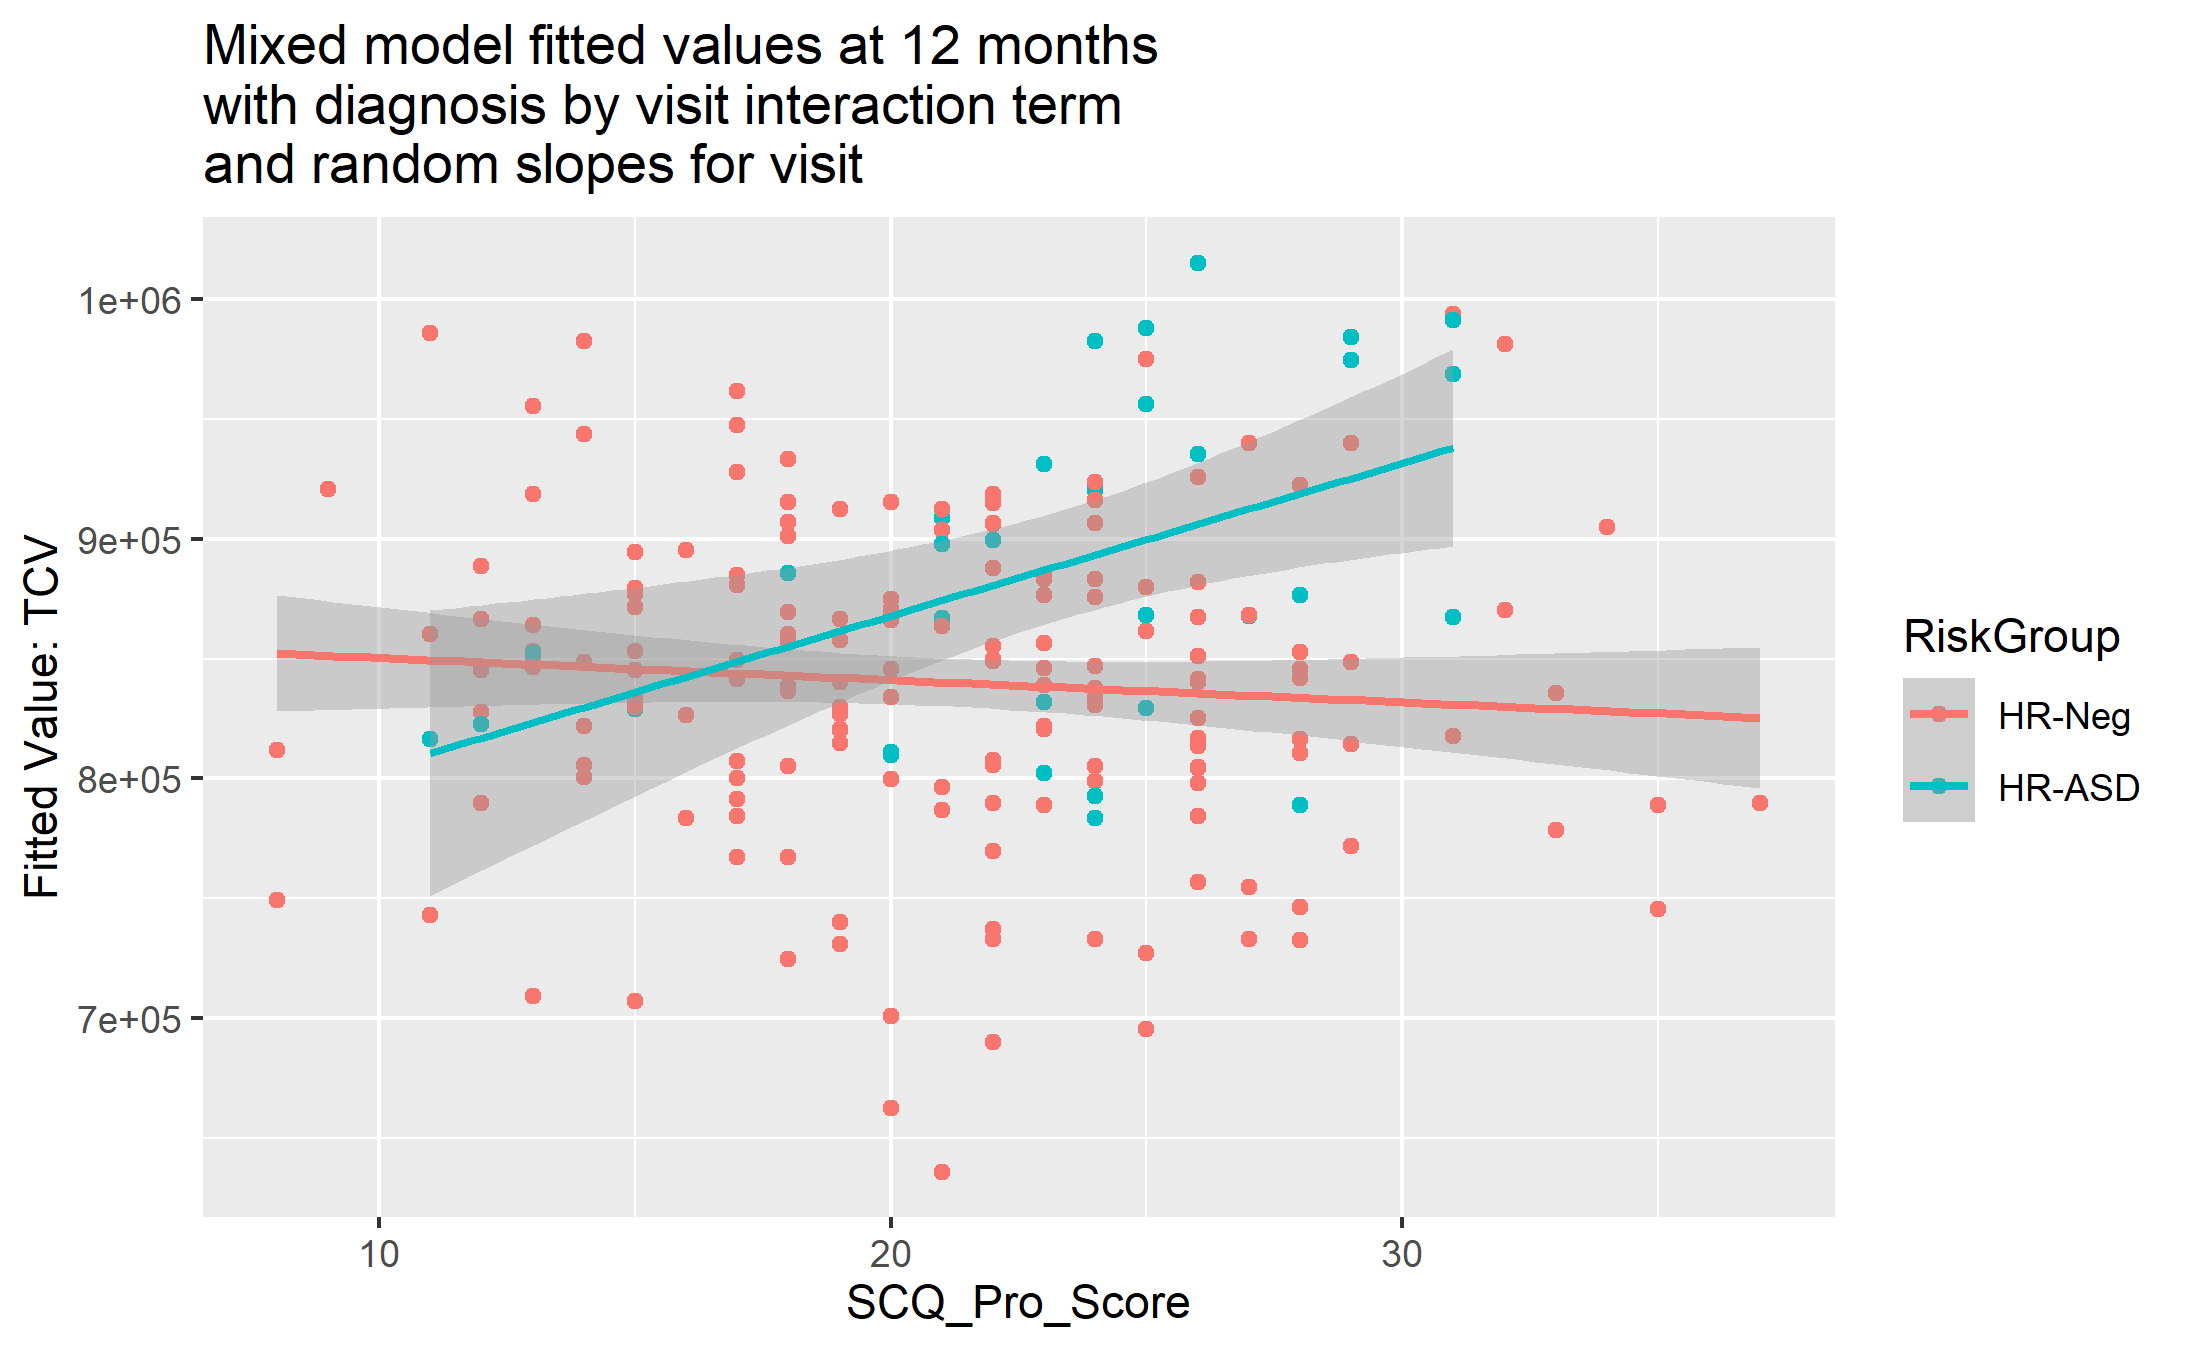 Mixed model fitted values at 12 months
with diagnosis by visit interaction term
and random slopes for visit
Fitted Value: TCV
1e+06
9e+05
8e+05
7e+05
10
20
30
SCQ_Pro_Score
RiskGroup
HR-Neg
HR-ASD